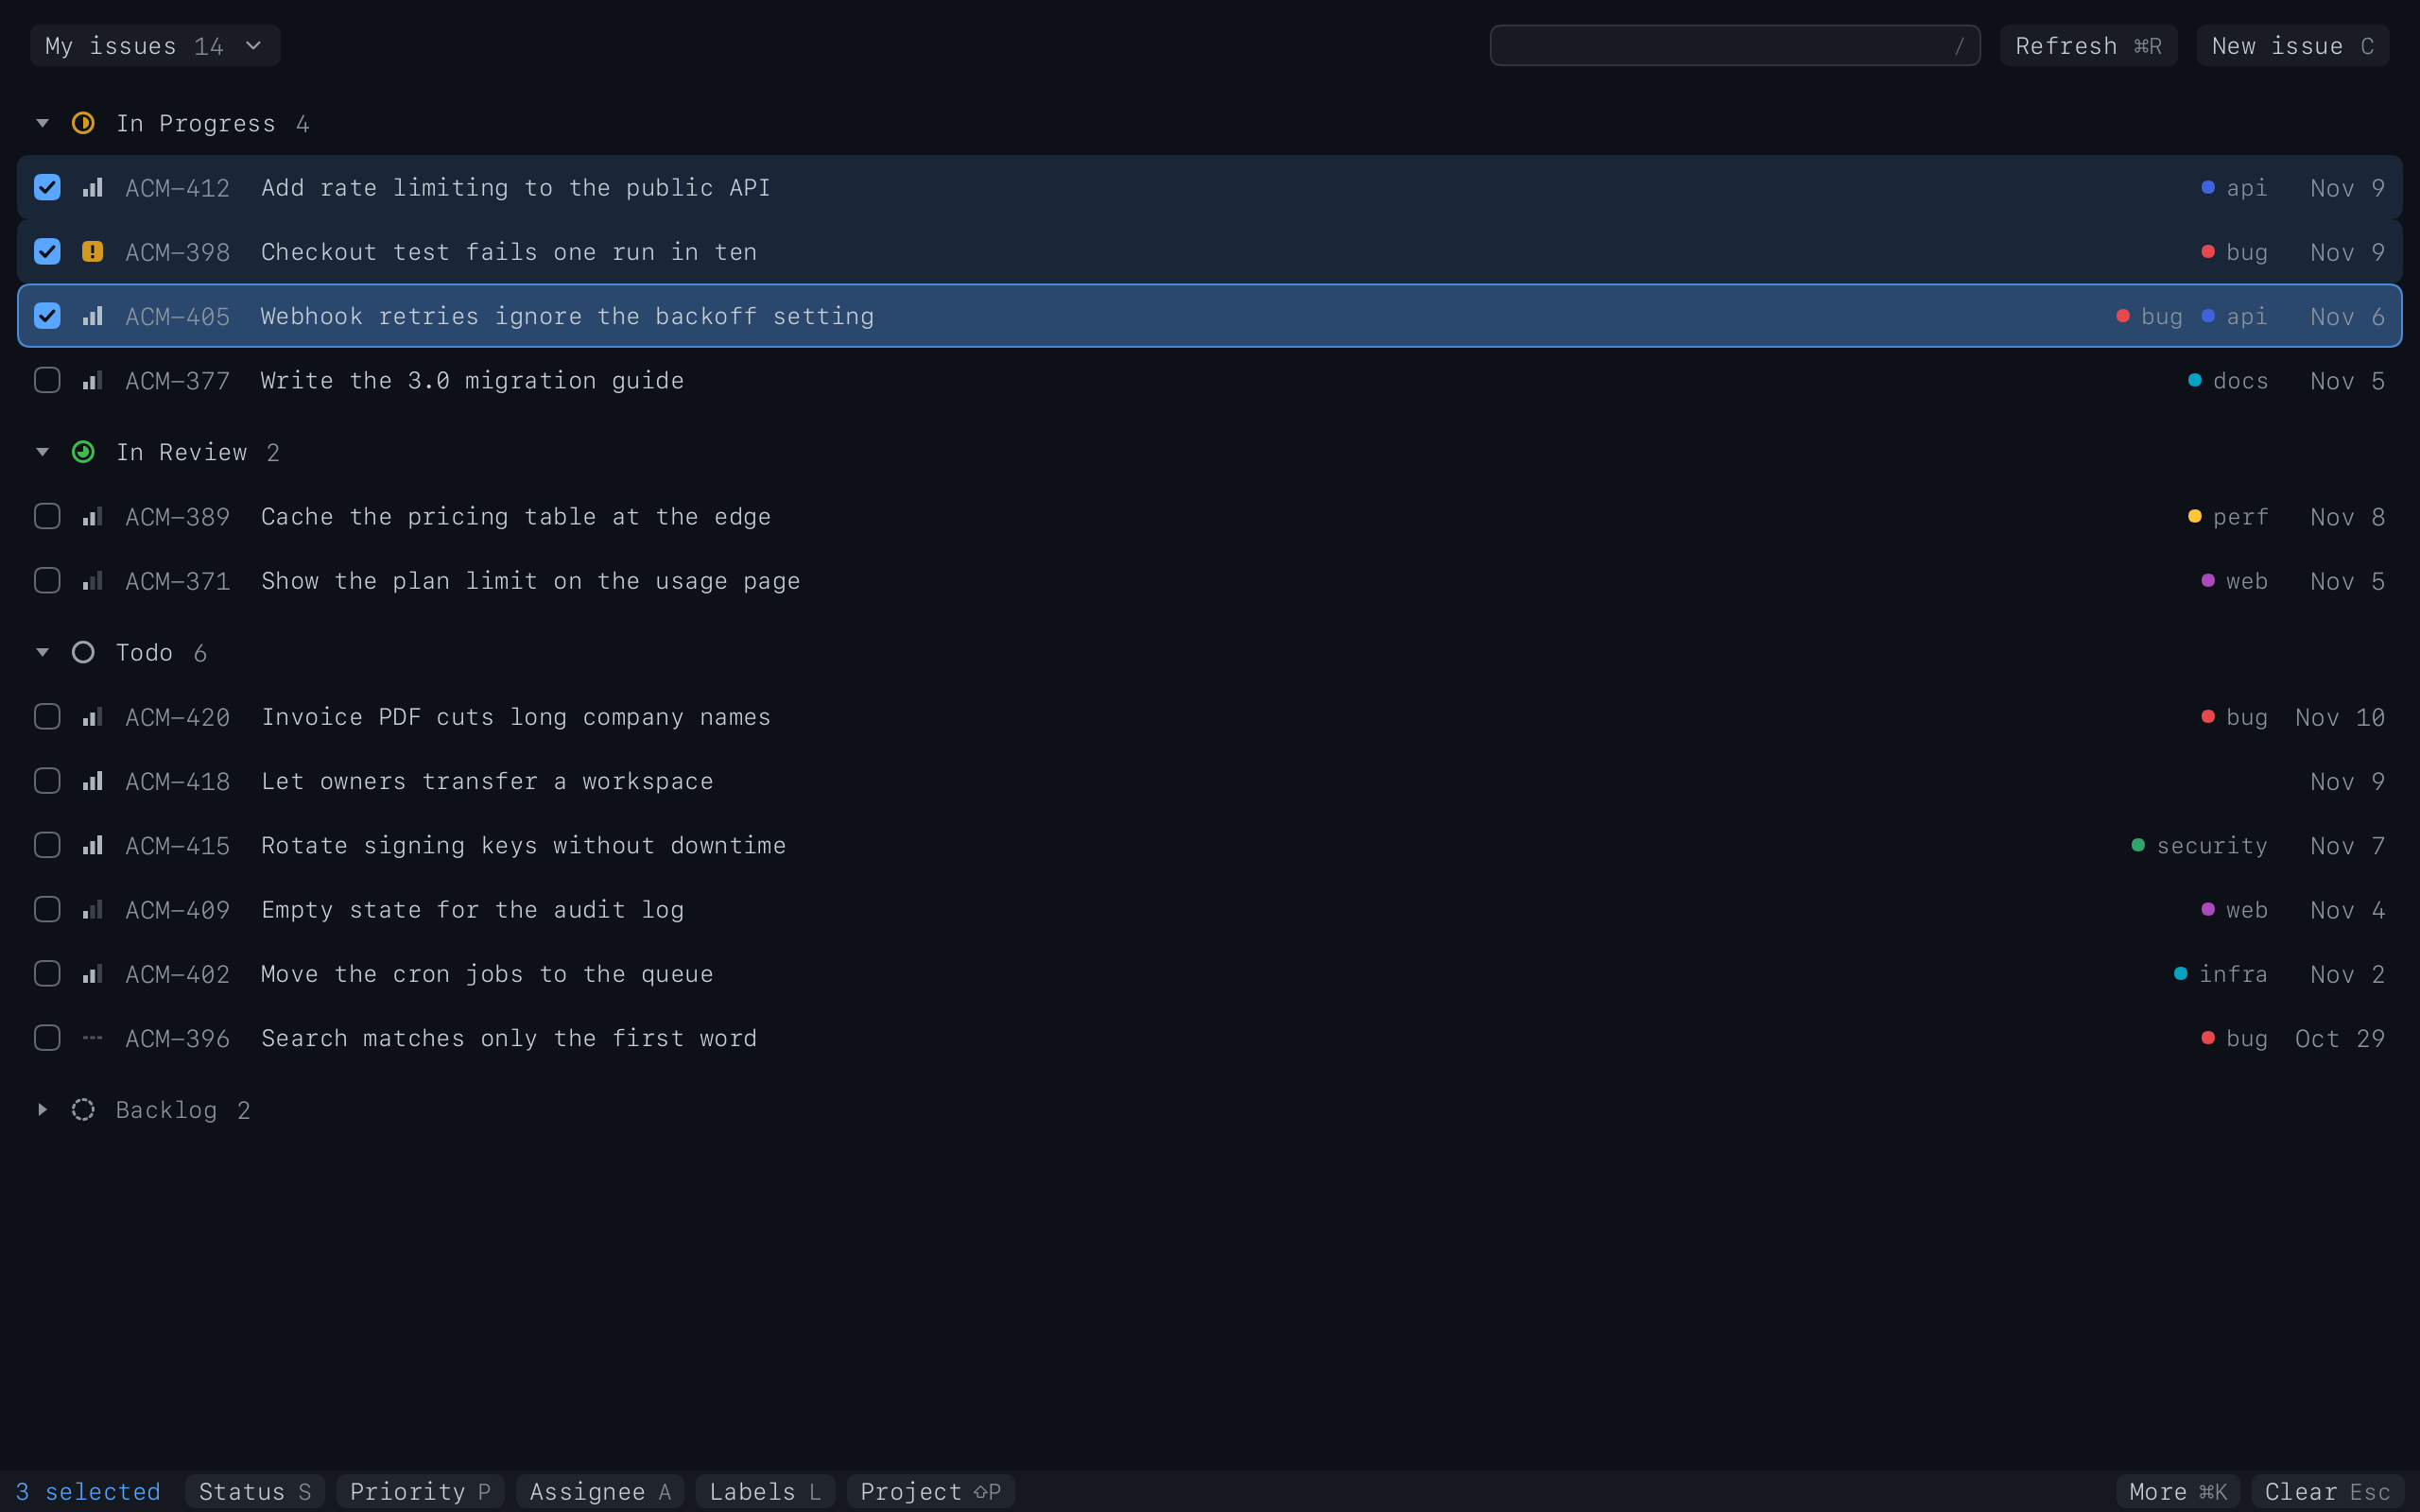 My issues 14 / Refresh ⌘R New issue C
In Progress 4
ACM-412 Add rate limiting to the public API api Nov 9
ACM-398 Checkout test fails one run in ten bug Nov 9
ACM-405 Webhook retries ignore the backoff setting bug api Nov 6
ACM-377 Write the 3.0 migration guide docs Nov 5
In Review 2
ACM-389 Cache the pricing table at the edge perf Nov 8
ACM-371 Show the plan limit on the usage page web Nov 5
Todo 6
ACM-420 Invoice PDF cuts long company names bug Nov 10
ACM-418 Let owners transfer a workspace Nov 9
ACM-415 Rotate signing keys without downtime security Nov 7
ACM-409 Empty state for the audit log web Nov 4
ACM-402 Move the cron jobs to the queue infra Nov 2
ACM-396 Search matches only the first word bug Oct 29
Backlog 2
3 selected Status S Priority P Assignee A Labels L Project ⇧P More ⌘K Clear Esc